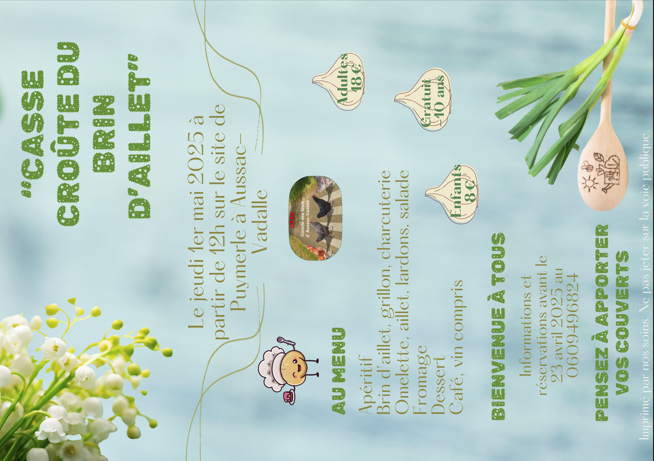 “CASSE
CROÛTE DU
BRIN
D’AILLET”
Le jeudi 1er mai 2025 à
partir de 12h sur le site de
Puymerle à Aussac-
Vadalle
Adultes
18 €
Gratuit
10 ans
Enfants
8 €
AU MENU
Apéritif
Brin d’aillet, grillon, charcuterie
Omelette, aillet, lardons, salade
Fromage
Dessert
Café, vin compris
BIENVENUE À TOUS
Informations et
réservations avant le
23 avril 2025 au
0609496824
PENSEZ À APPORTER
VOS COUVERTS
Imprimé par nos soins. Ne pas jeter sur la voie publique